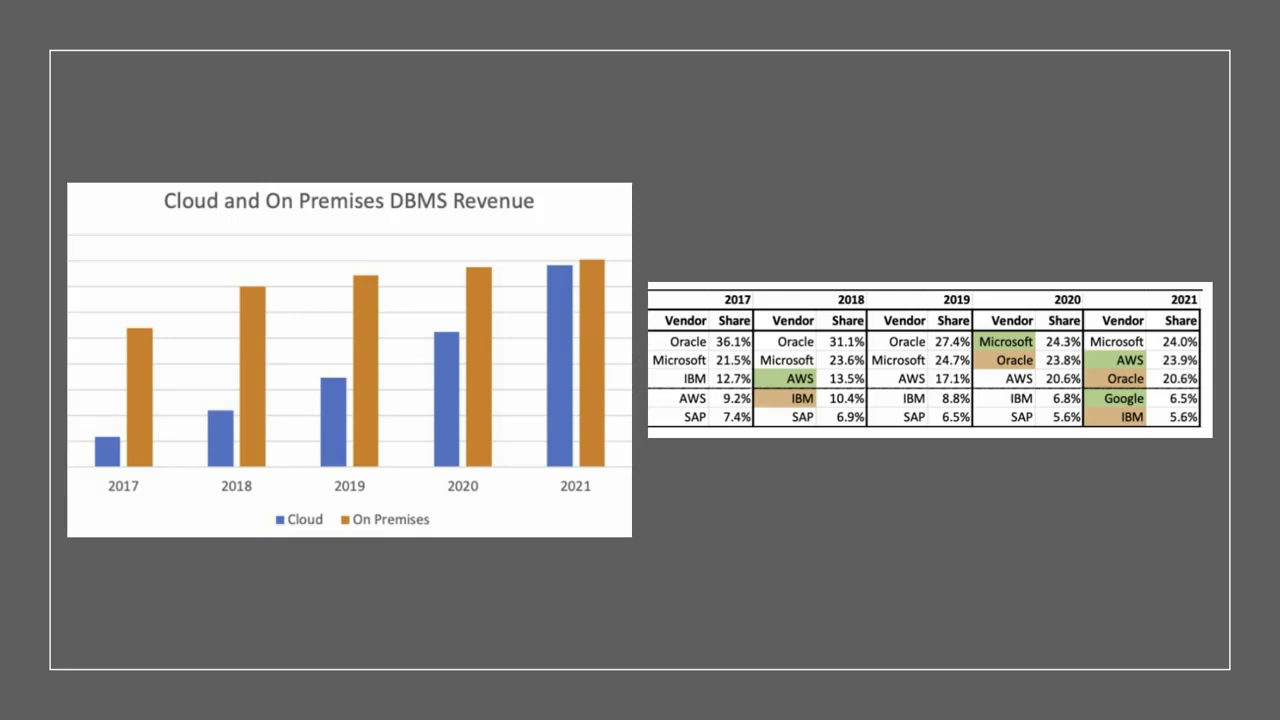 Cloud and On Premises DBMS Revenue
2017 2018 2019 2020 2021
Cloud On Premises
2017 2018 2019 2020 2021
Vendor Share Vendor Share Vendor Share Vendor Share Vendor Share
Oracle 36.1% Oracle 31.1% Oracle 27.4% Microsoft 24.3% Microsoft 24.0%
Microsoft 21.5% Microsoft 23.6% Microsoft 24.7% Oracle 23.8% AWS 23.9%
IBM 12.7% AWS 13.5% AWS 17.1% AWS 20.6% Oracle 20.6%
AWS 9.2% IBM 10.4% IBM 8.8% IBM 6.8% Google 6.5%
SAP 7.4% SAP 6.9% SAP 6.5% SAP 5.6% IBM 5.6%